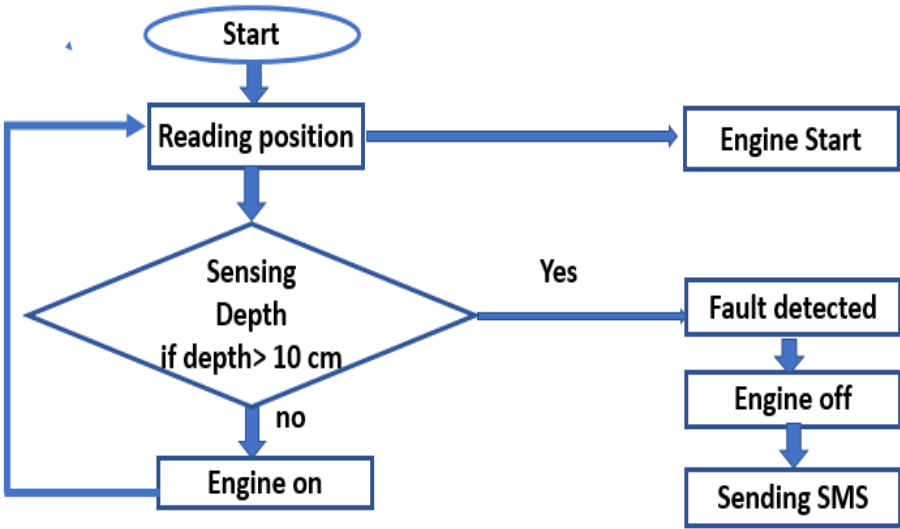 Start
Reading position
Engine Start
Sensing
Depth
if depth> 10 cm
Yes
Fault detected
Engine off
no
Engine on
Sending SMS